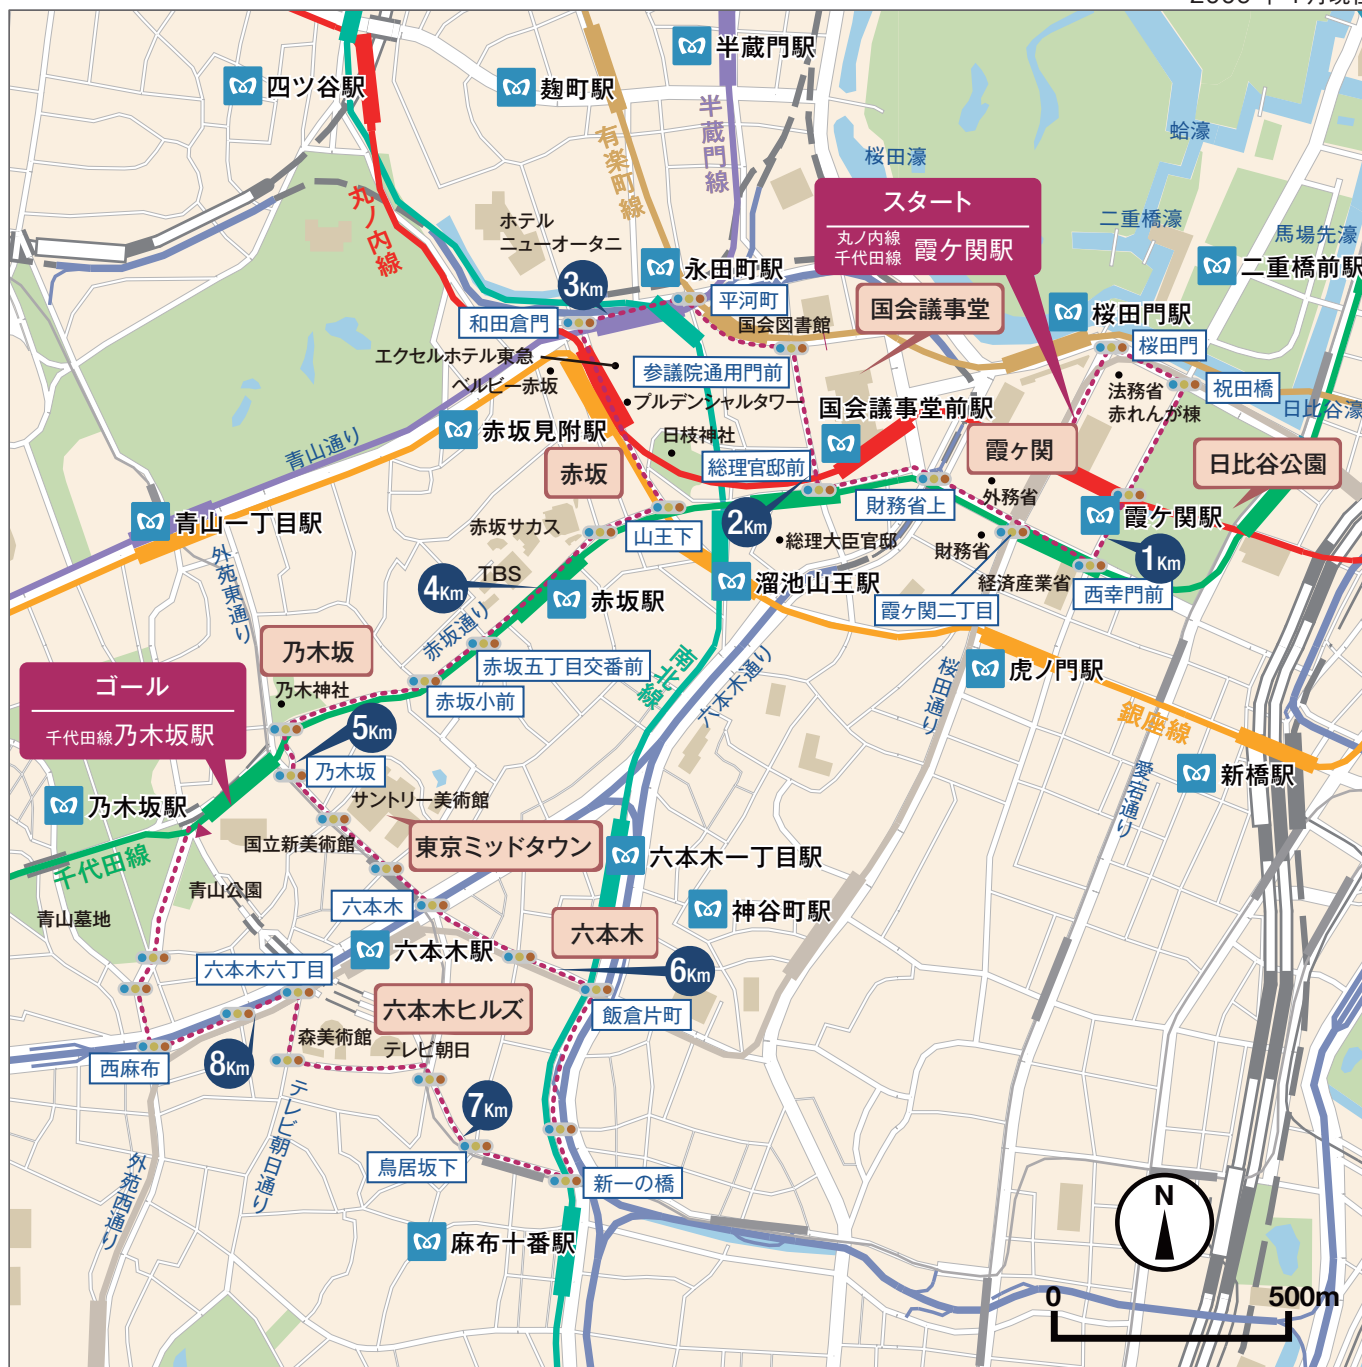 四ツ谷駅
麹町駅
半蔵門駅
半蔵門線
有楽町線
丸ノ内線
桜田濠
蛤濠
二重橋濠
馬場先濠
二重橋前駅
スタート
丸ノ内線
千代田線
霞ケ関駅
ホテル
ニューオータニ
永田町駅
3Km
平河町
和田倉門
国会図書館
国会議事堂
桜田門駅
桜田門
エクセルホテル東急
ベルビー赤坂
参議院通用門前
プルデンシャルタワー
法務省
赤れんが棟
祝田橋
日比谷濠
国会議事堂前駅
赤坂見附駅
青山通り
日枝神社
総理官邸前
赤坂
霞ヶ関
日比谷公園
青山一丁目駅
外苑東通り
赤坂サカス
山王下
2Km
総理大臣官邸
財務省上
外務省
財務省
霞ケ関駅
1Km
経済産業省
西幸門前
霞ヶ関二丁目
TBS
4Km
赤坂駅
溜池山王駅
赤坂通り
赤坂五丁目交番前
赤坂小前
乃木坂
乃木神社
南北線
六本木通り
桜田通り
虎ノ門駅
銀座線
愛宕通り
新橋駅
ゴール
千代田線乃木坂駅
5Km
乃木坂
乃木坂駅
サントリー美術館
国立新美術館
東京ミッドタウン
六本木一丁目駅
千代田線
青山公園
青山墓地
六本木
六本木
神谷町駅
六本木駅
六本木六丁目
6Km
飯倉片町
六本木ヒルズ
森美術館
テレビ朝日
西麻布
8Km
テレビ朝日通り
7Km
鳥居坂下
新一の橋
外苑西通り
麻布十番駅
N
0
500m